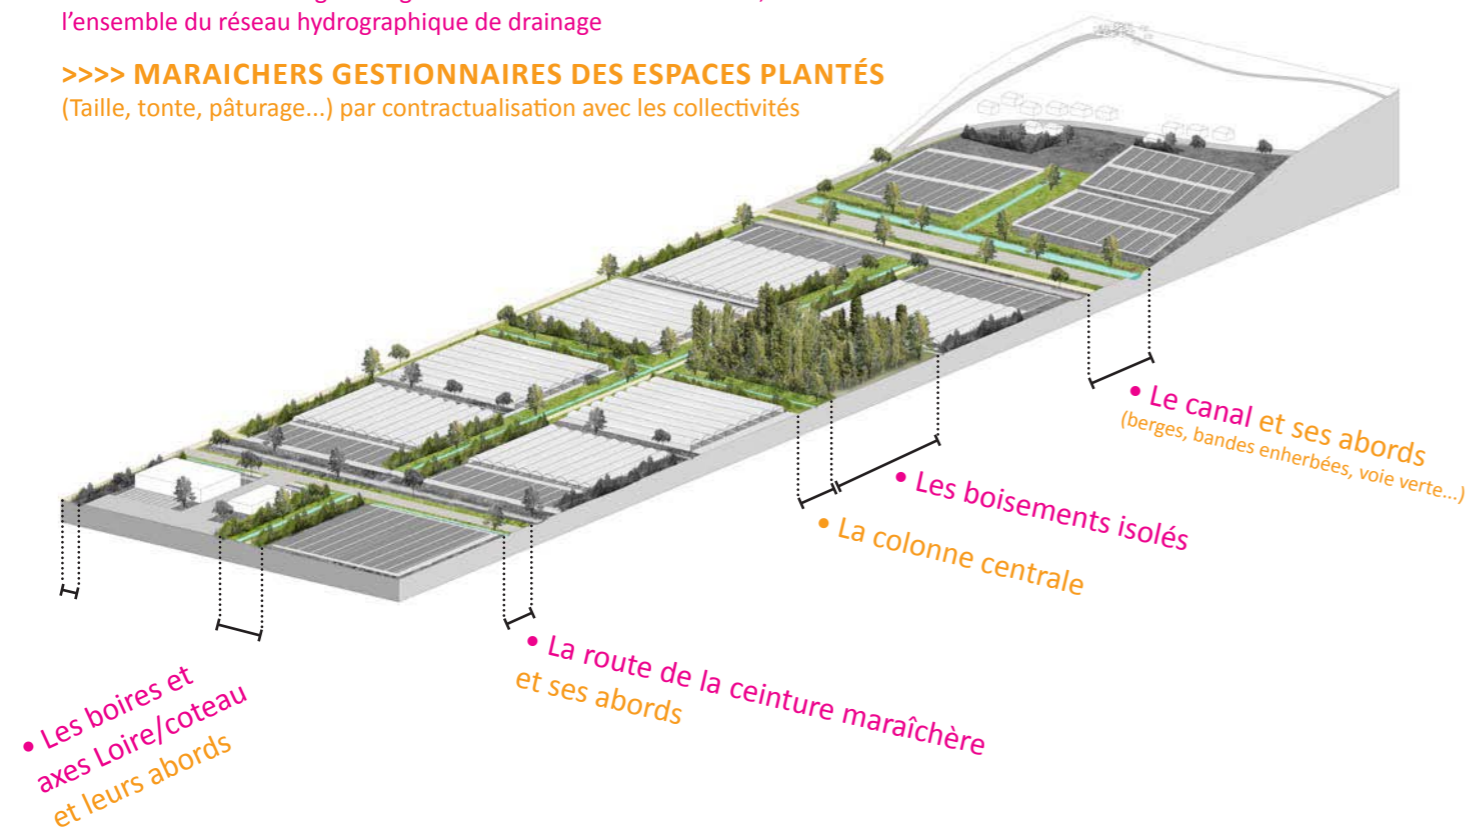 l'ensemble du réseau hydrographique de drainage
>>>> MARAICHERS GESTIONNAIRES DES ESPACES PLANTÉS
(Taille, tonte, pâturage...) par contractualisation avec les collectivités
• Le canal et ses abords
(berges, bandes enherbées, voie verte...)
• Les boisements isolés
• La colonne centrale
• La route de la ceinture maraîchère
et ses abords
• Les boires et
axes Loire/coteau
et leurs abords